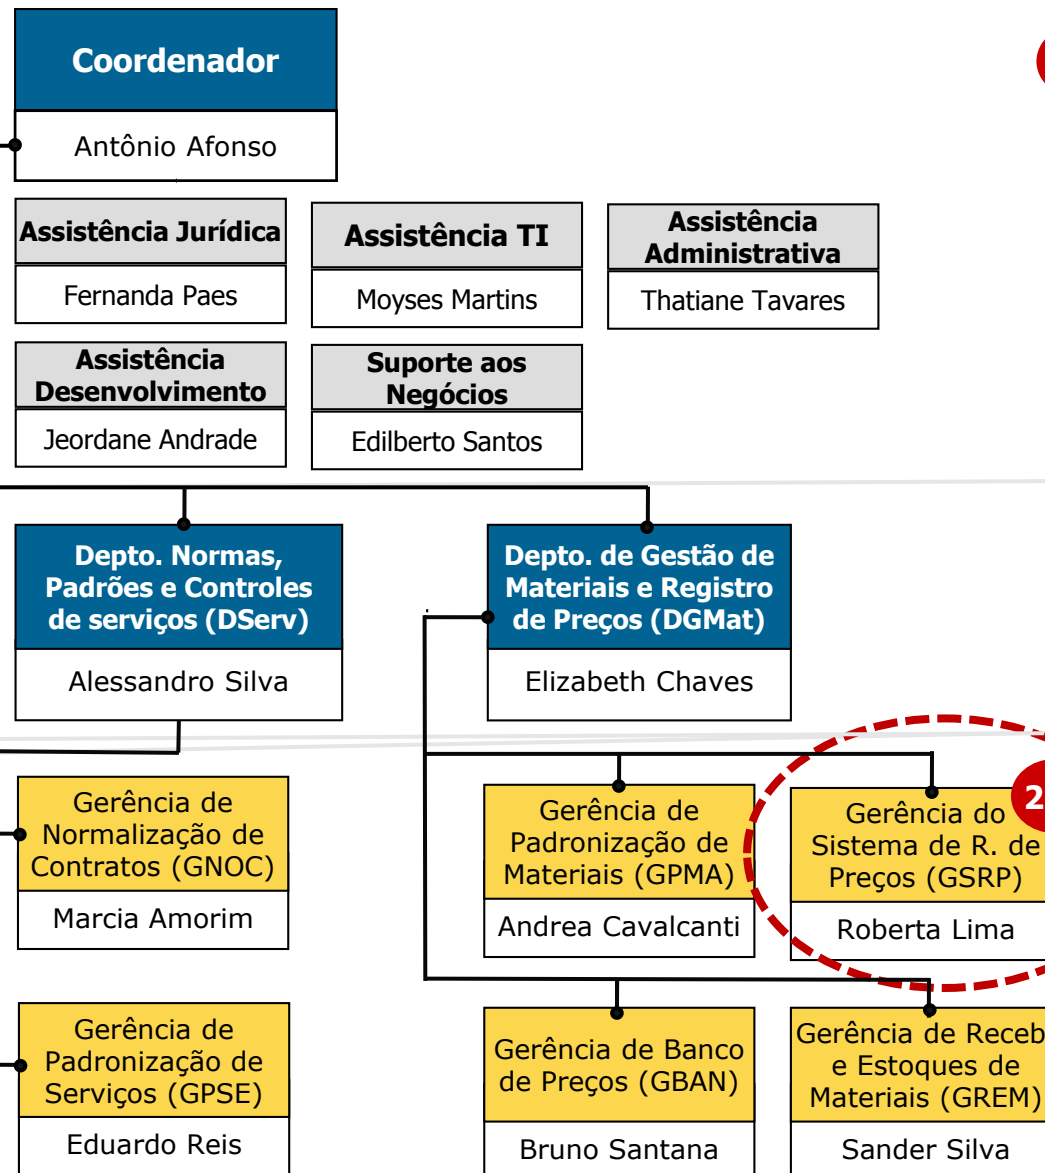 Coordenador
Antônio Afonso
Assistência Jurídica
Fernanda Paes
Assistência TI
Moyses Martins
Assistência
Administrativa
Thatiane Tavares
Assistência
Desenvolvimento
Jeordane Andrade
Suporte aos
Negócios
Edilberto Santos
Depto. Normas,
Padrões e Controles
de serviços (DServ)
Alessandro Silva
Depto. de Gestão de
Materiais e Registro
de Preços (DGMat)
Elizabeth Chaves
Gerência de
Normalização de
Contratos (GNOC)
Marcia Amorim
Gerência de
Padronização de
Materiais (GPMA)
Andrea Cavalcanti
2
Gerência do
Sistema de R. de
Preços (GSRP)
Roberta Lima
Gerência de
Padronização de
Serviços (GPSE)
Eduardo Reis
Gerência de Banco
de Preços (GBAN)
Bruno Santana
Gerência de Receb
e Estoques de
Materiais (GREM)
Sander Silva